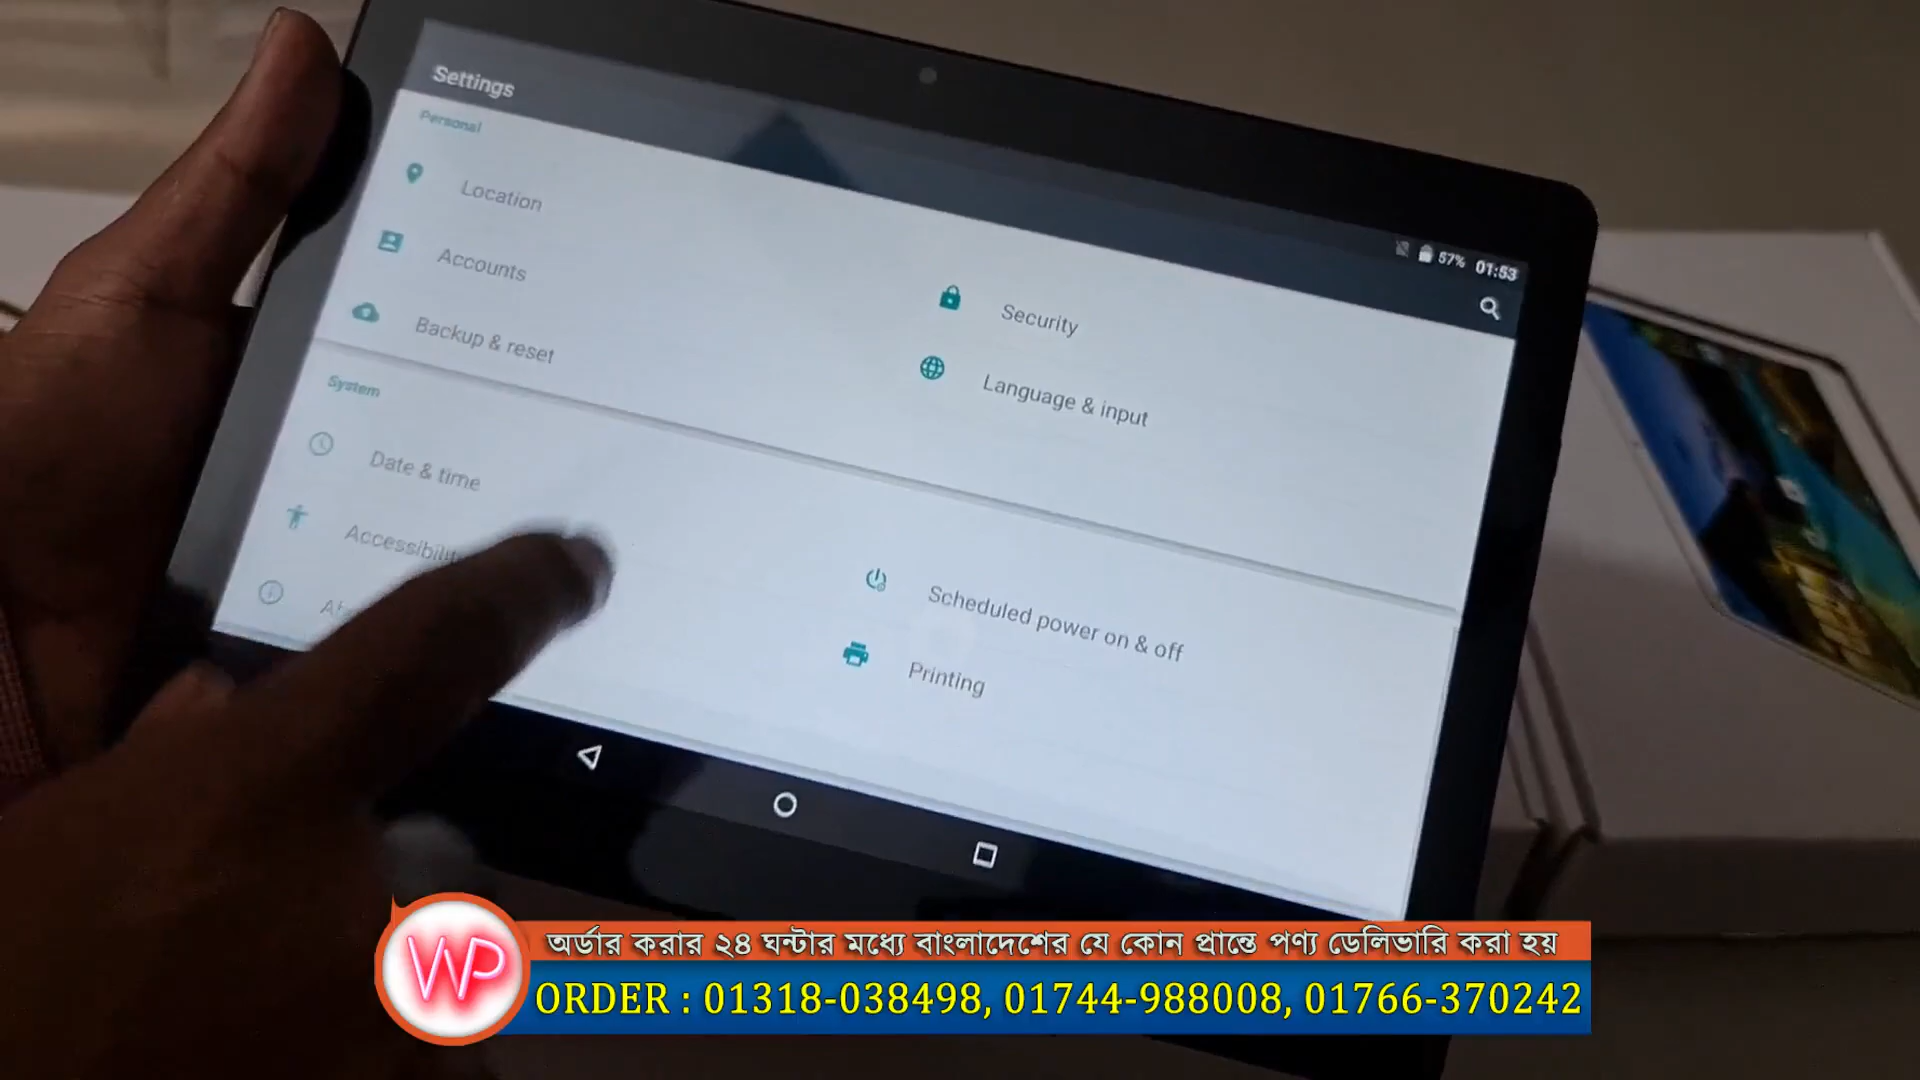 Settings
57% 01:53
Personal
Location
Security
Accounts
Language & input
Backup & reset
System
Date & time
Scheduled power on & off
Printing
WP
অর্ডার করার ২৪ ঘন্টার মধ্যে বাংলাদেশের যে কোন প্রান্তে পণ্য ডেলিভারি করা হয়
ORDER : 01318-038498, 01744-988008, 01766-370242